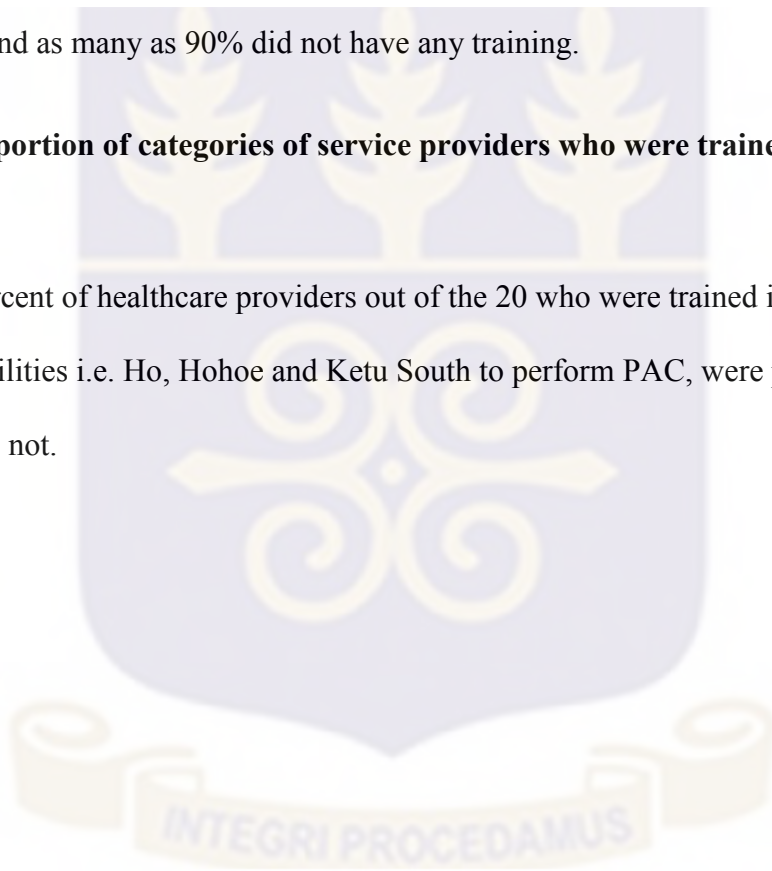 nd as many as 90% did not have any training.
portion of categories of service providers who were traine
rcent of healthcare providers out of the 20 who were trained i
ilities i.e. Ho, Hohoe and Ketu South to perform PAC, were
not.
INTEGRI PROCEDAMUS